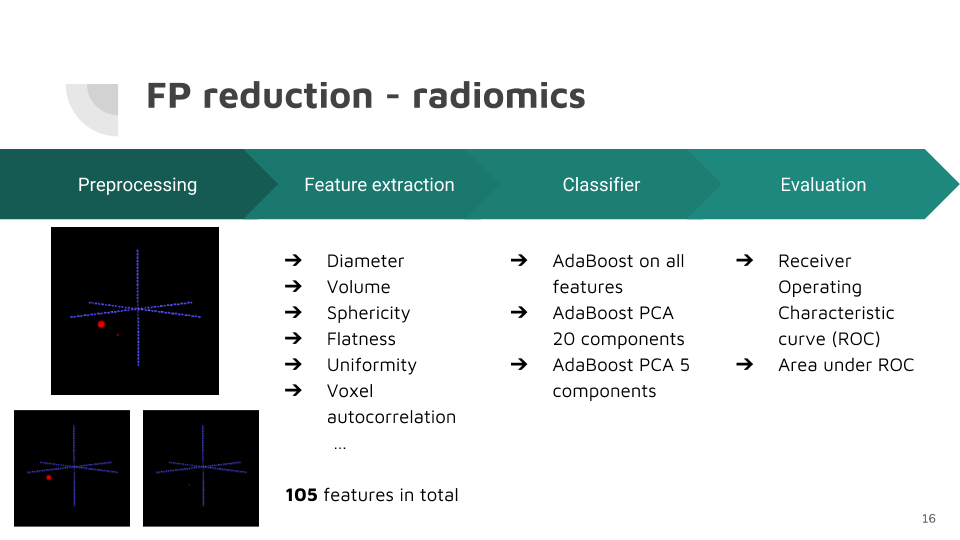 FP reduction - radiomics
Preprocessing
Feature extraction
Classifier
Evaluation
➔ Diameter
➔ Volume
➔ Sphericity
➔ Flatness
➔ Uniformity
➔ Voxel
autocorrelation
...
105 features in total
➔ AdaBoost on all
features
➔ AdaBoost PCA
20 components
➔ AdaBoost PCA 5
components
➔ Receiver
Operating
Characteristic
curve (ROC)
➔ Area under ROC
16